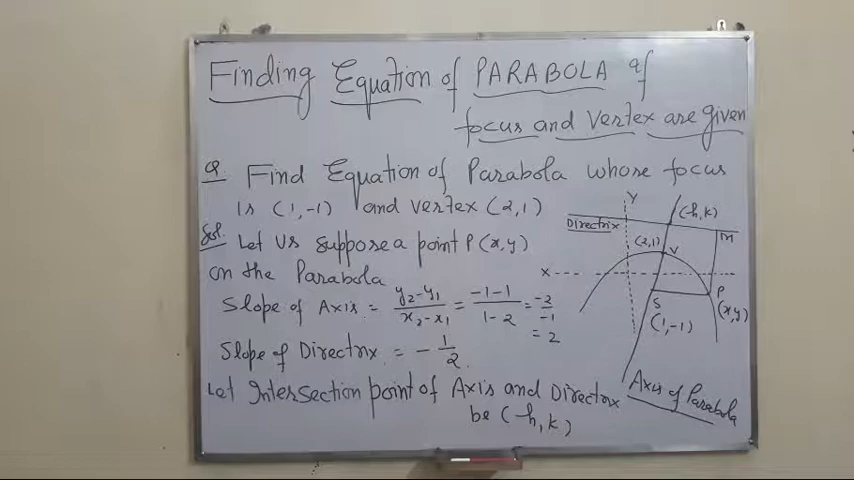 Finding Equation of PARABOLA if
focus and vertex are given
Q. Find Equation of Parabola whose focus
is (1,-1) and vertex (2,1)
Sol. Let us suppose a point P(x,y)
on the Parabola
Slope of Axis = y₂-y₁/x₂-x₁ = -1-1/1-2 = -2/-1
= 2
Slope of Directrix = -1/2
Let Intersection point of Axis and Directrix
be (h,k)
Y
(h,k)
Directrix
M
(2,1) V
X
S
P
(x,y)
(1,-1)
Axis of Parabola